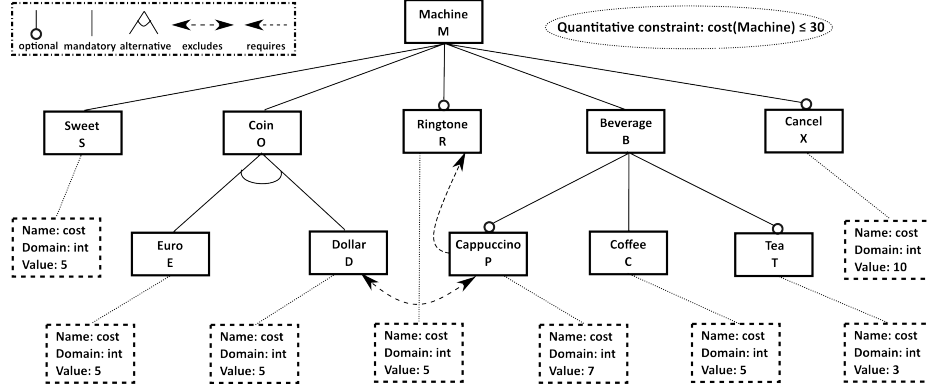 optional mandatory alternative excludes requires
Machine
M
Quantitative constraint: cost(Machine) ≤ 30
Sweet
S
Coin
O
Ringtone
R
Beverage
B
Cancel
X
Name: cost
Domain: int
Value: 5
Euro
E
Dollar
D
Cappuccino
P
Coffee
C
Tea
T
Name: cost
Domain: int
Value: 10
Name: cost
Domain: int
Value: 5
Name: cost
Domain: int
Value: 5
Name: cost
Domain: int
Value: 5
Name: cost
Domain: int
Value: 7
Name: cost
Domain: int
Value: 5
Name: cost
Domain: int
Value: 3